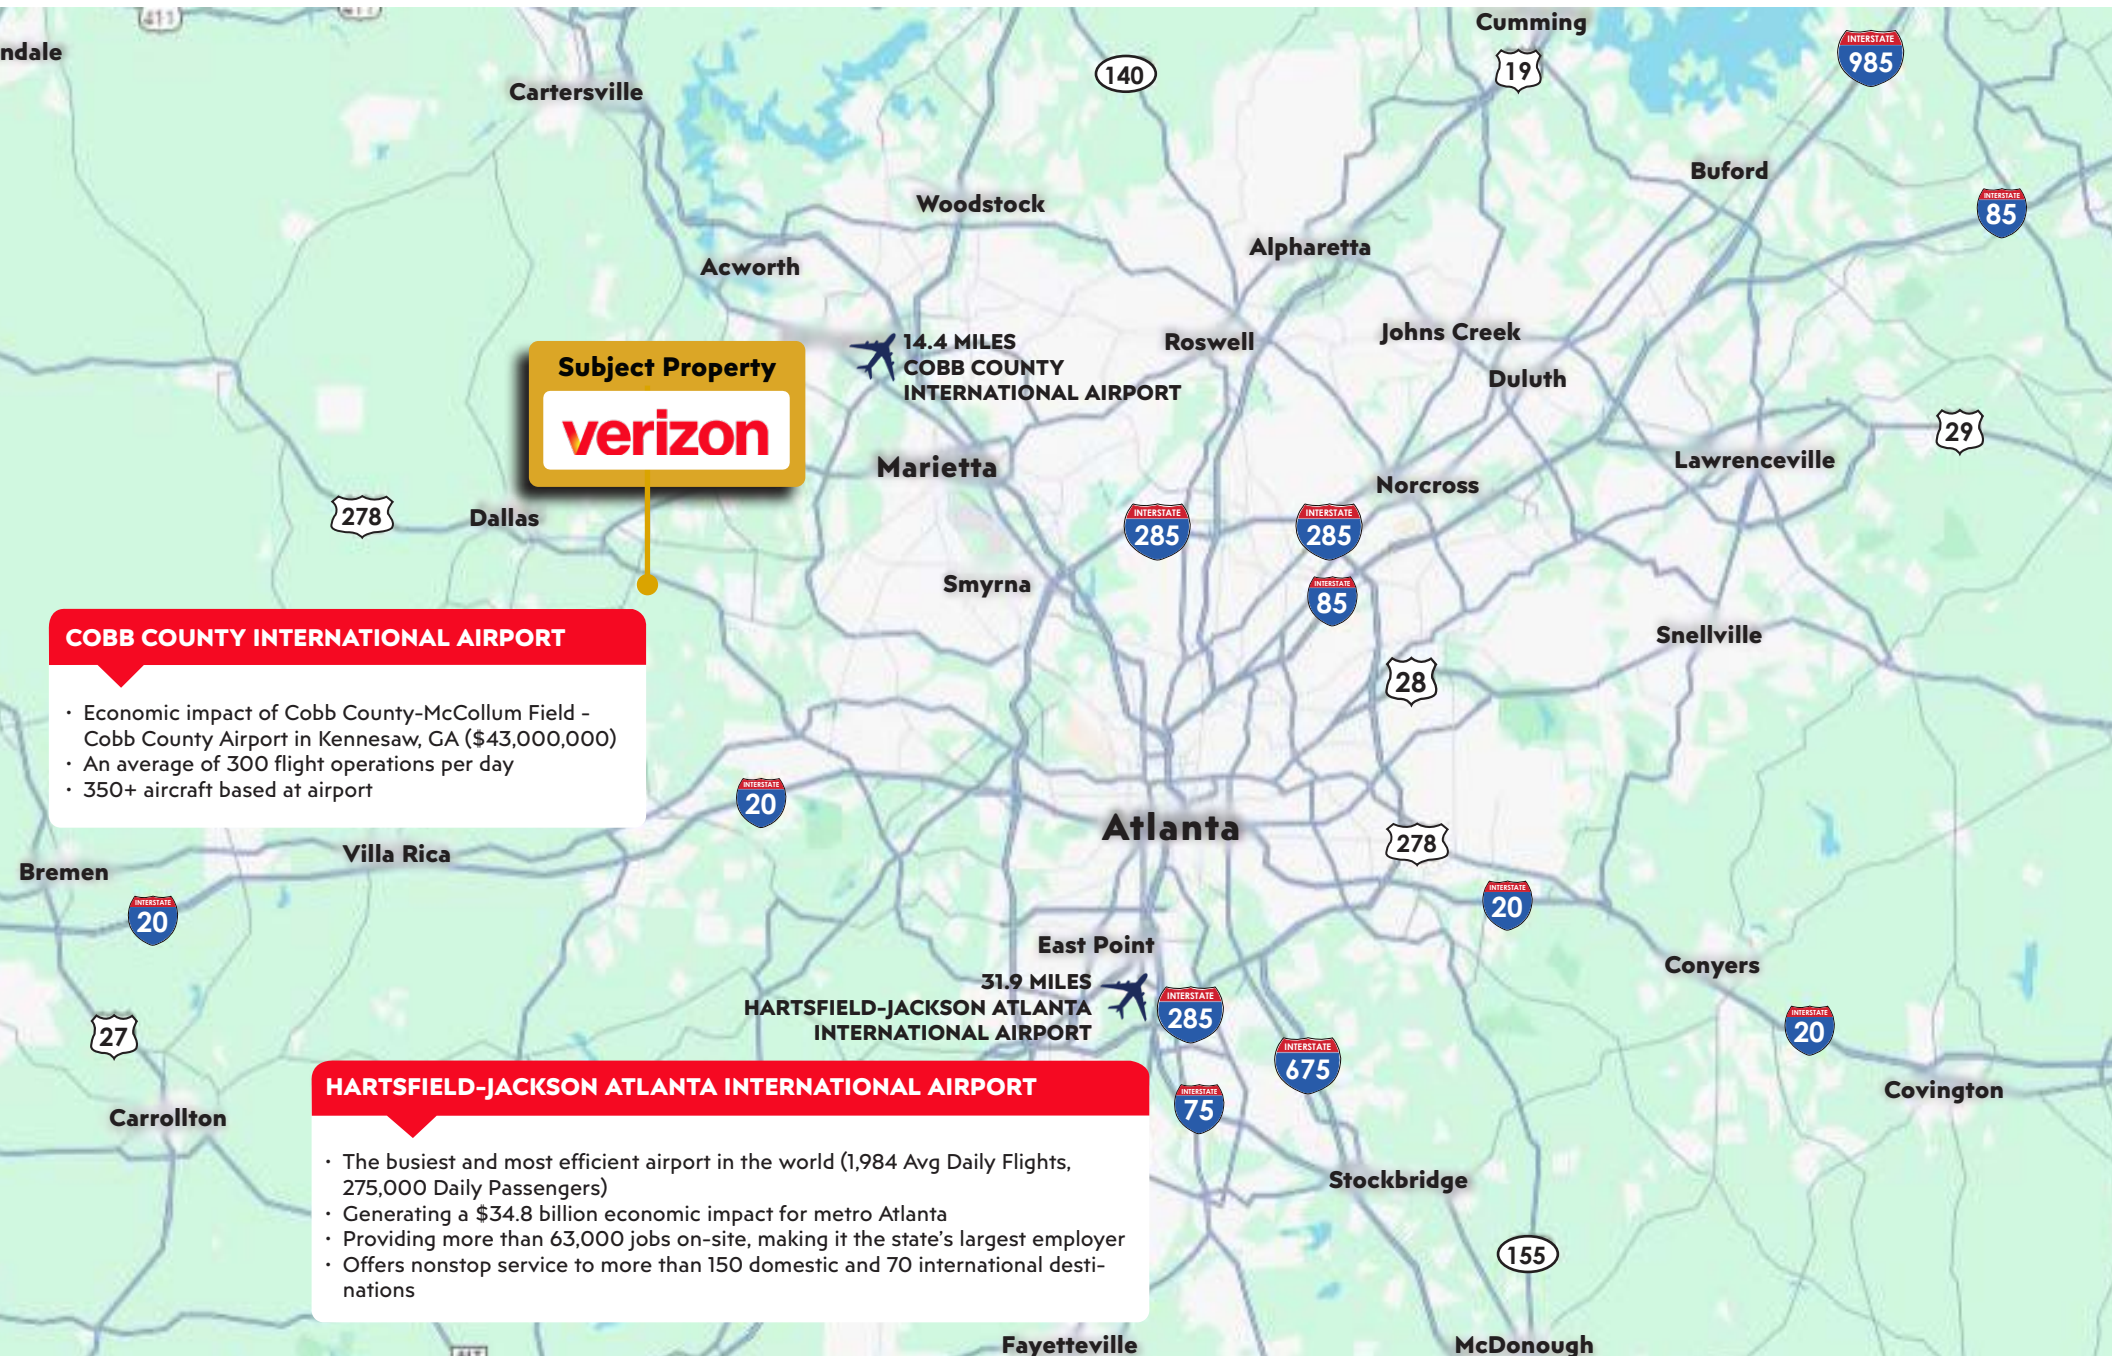 411
411
ndale
Cumming
140
19
INTERSTATE
985
Cartersville
Buford
Woodstock
INTERSTATE
85
Alpharetta
Acworth
Johns Creek
Roswell
14.4 MILES
COBB COUNTY
INTERNATIONAL AIRPORT
Subject Property
verizon
Duluth
29
Lawrenceville
Marietta
Norcross
278
Dallas
INTERSTATE
285
INTERSTATE
285
Smyrna
INTERSTATE
85
Snellville
28
COBB COUNTY INTERNATIONAL AIRPORT
· Economic impact of Cobb County-McCollum Field -
Cobb County Airport in Kennesaw, GA ($43,000,000)
· An average of 300 flight operations per day
· 350+ aircraft based at airport
INTERSTATE
20
Atlanta
278
Villa Rica
Bremen
INTERSTATE
20
INTERSTATE
20
East Point
Conyers
31.9 MILES
HARTSFIELD-JACKSON ATLANTA
INTERNATIONAL AIRPORT
INTERSTATE
285
27
INTERSTATE
20
INTERSTATE
675
Covington
INTERSTATE
75
Carrollton
HARTSFIELD-JACKSON ATLANTA INTERNATIONAL AIRPORT
· The busiest and most efficient airport in the world (1,984 Avg Daily Flights,
275,000 Daily Passengers)
· Generating a $34.8 billion economic impact for metro Atlanta
· Providing more than 63,000 jobs on-site, making it the state's largest employer
· Offers nonstop service to more than 150 domestic and 70 international desti-
nations
Stockbridge
155
Fayetteville
McDonough